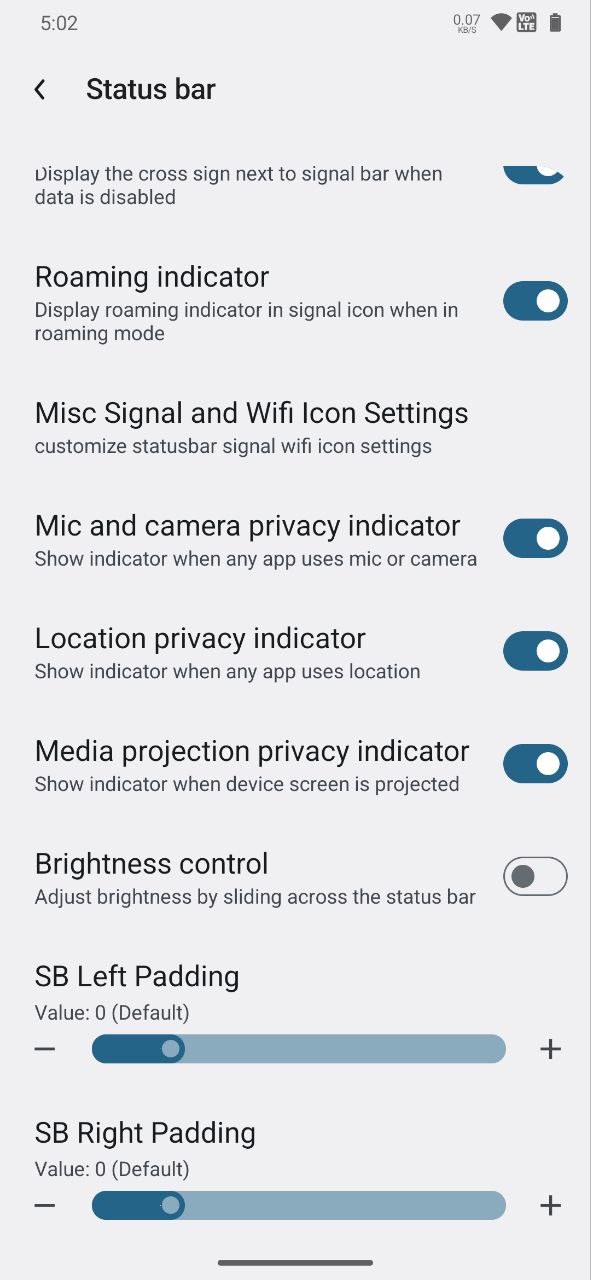 5:02
0.07
KB/S
Vo))
LTE
Status bar
Display the cross sign next to signal bar when
data is disabled
Roaming indicator
Display roaming indicator in signal icon when in
roaming mode
Misc Signal and Wifi Icon Settings
customize statusbar signal wifi icon settings
Mic and camera privacy indicator
Show indicator when any app uses mic or camera
Location privacy indicator
Show indicator when any app uses location
Media projection privacy indicator
Show indicator when device screen is projected
Brightness control
Adjust brightness by sliding across the status bar
SB Left Padding
Value: 0 (Default)
SB Right Padding
Value: 0 (Default)